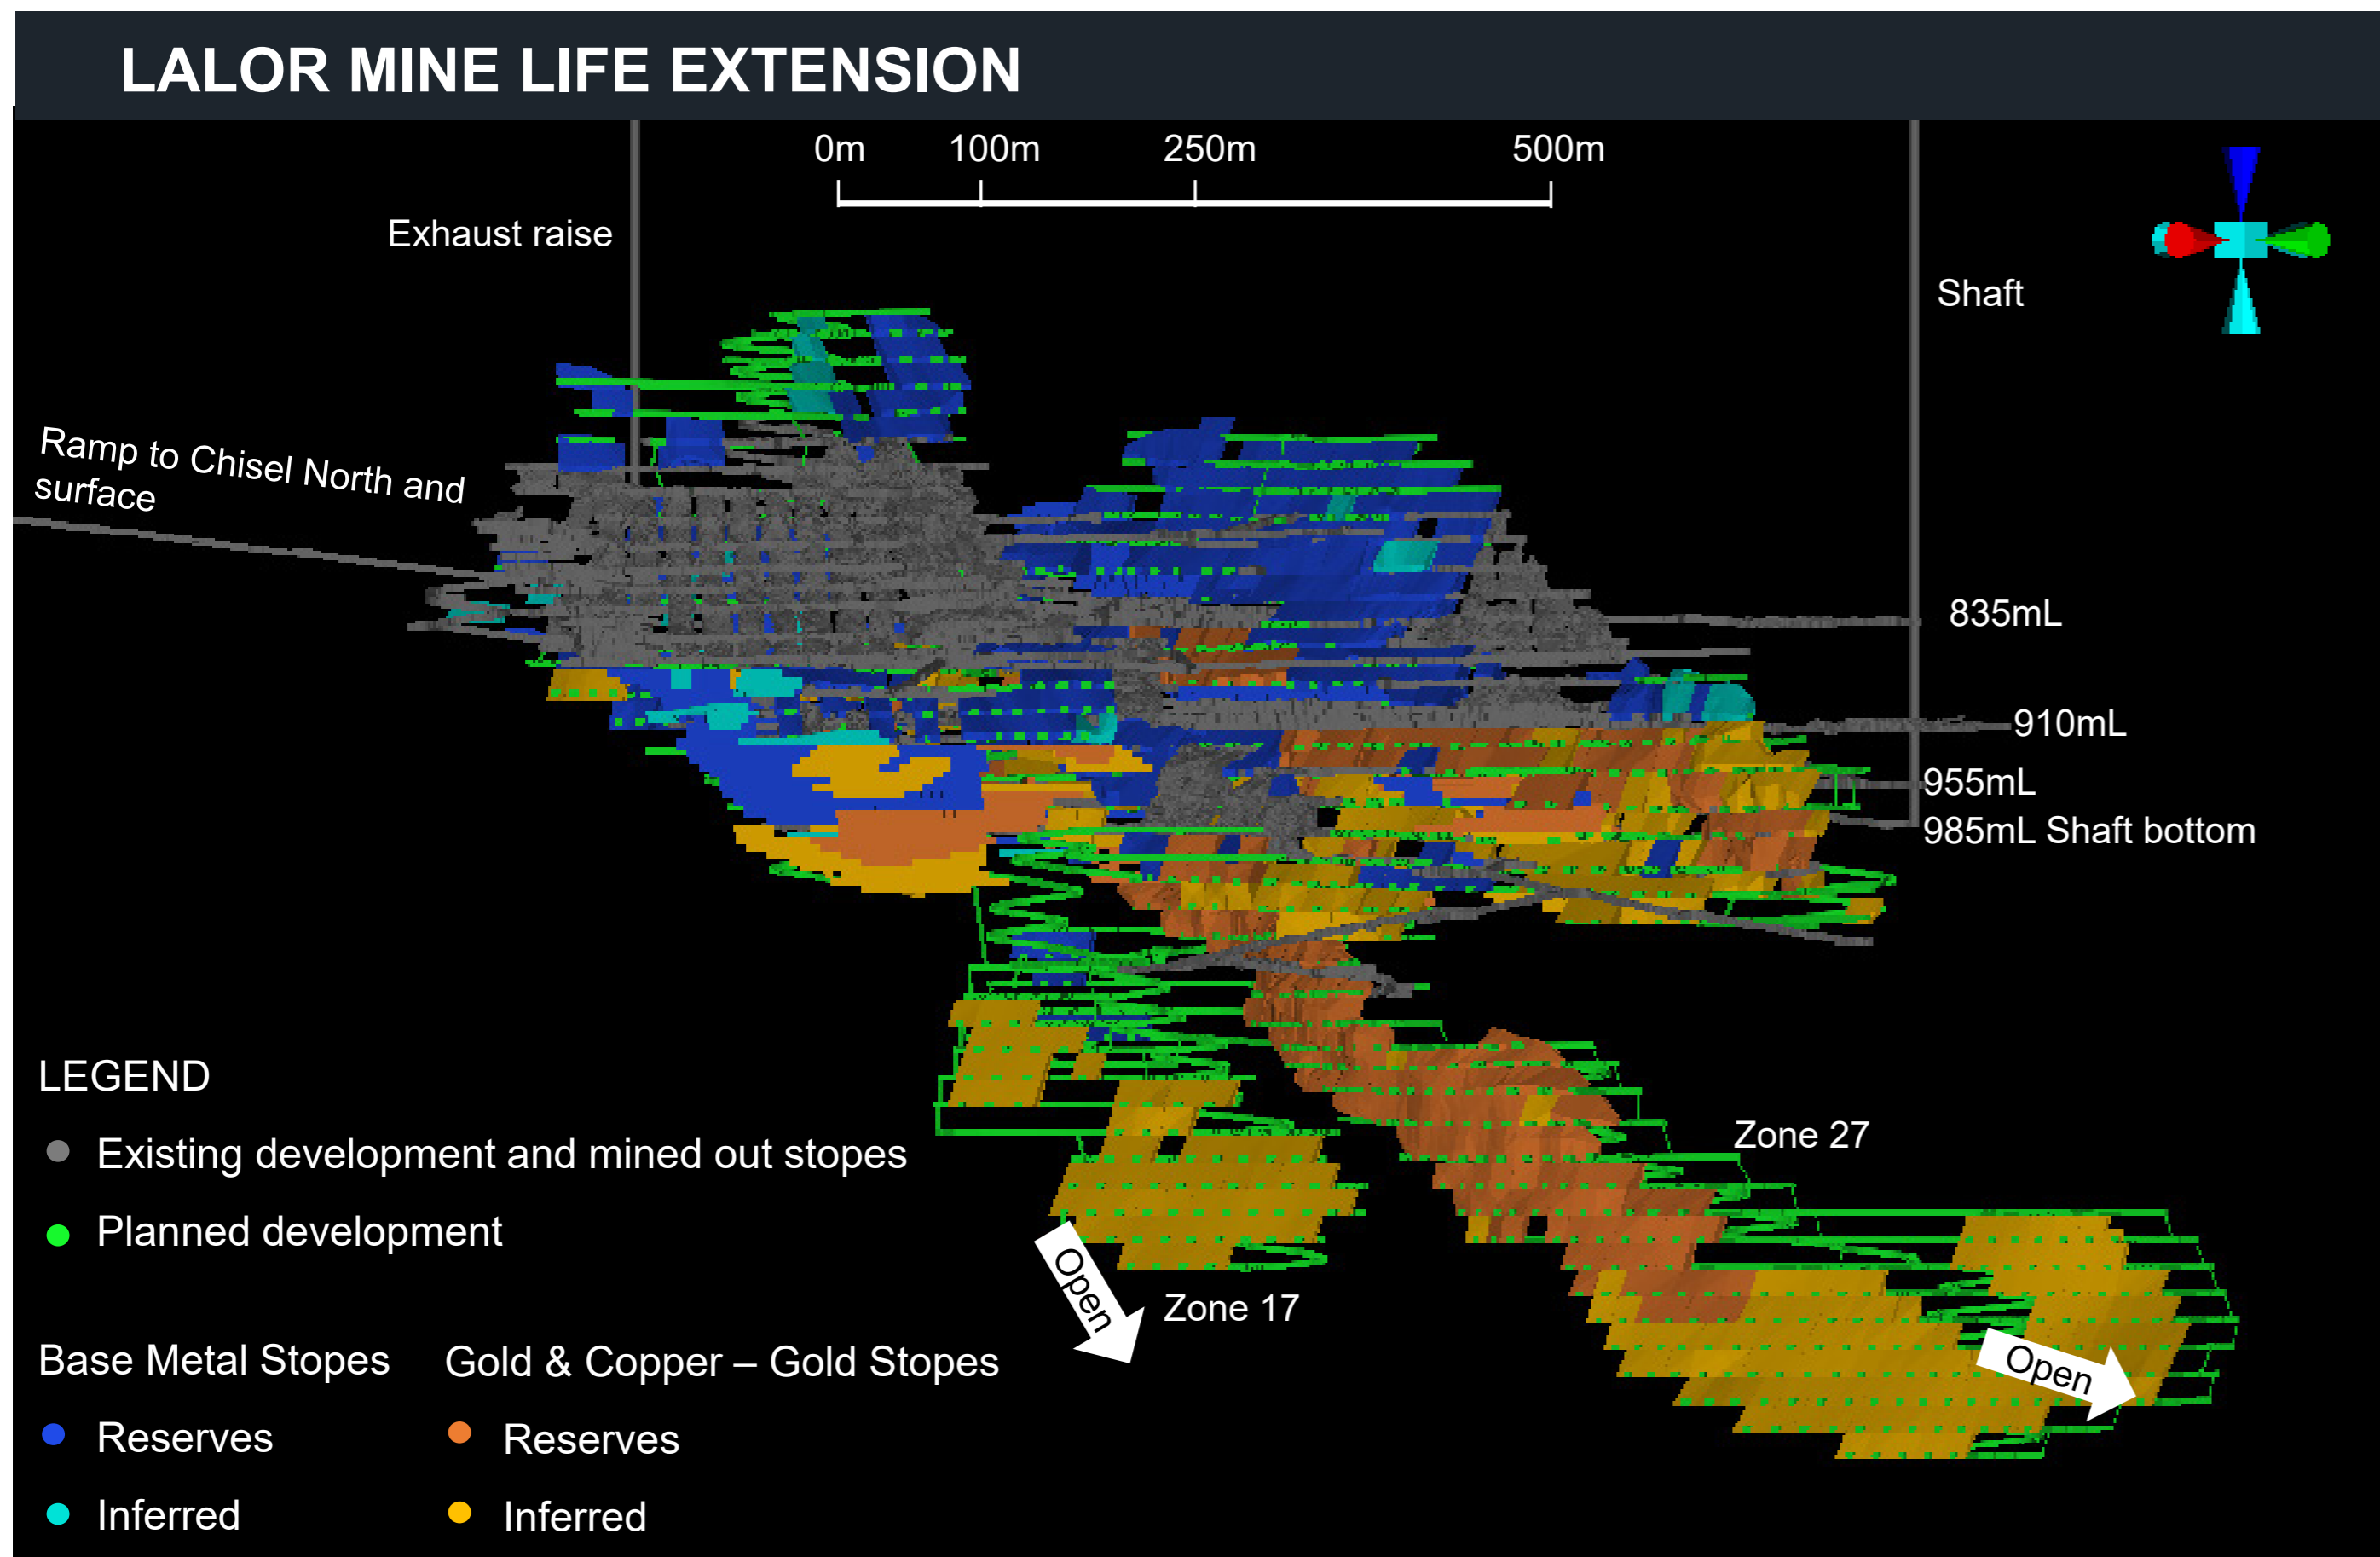 LALOR MINE LIFE EXTENSION
0m 100m 250m 500m
Exhaust raise
Shaft
Ramp to Chisel North and
surface
835mL
910mL
955mL
985mL Shaft bottom
Zone 27
Open
Zone 17
Open
LEGEND
Existing development and mined out stopes
Planned development
Base Metal Stopes
Reserves
Inferred
Gold & Copper – Gold Stopes
Reserves
Inferred